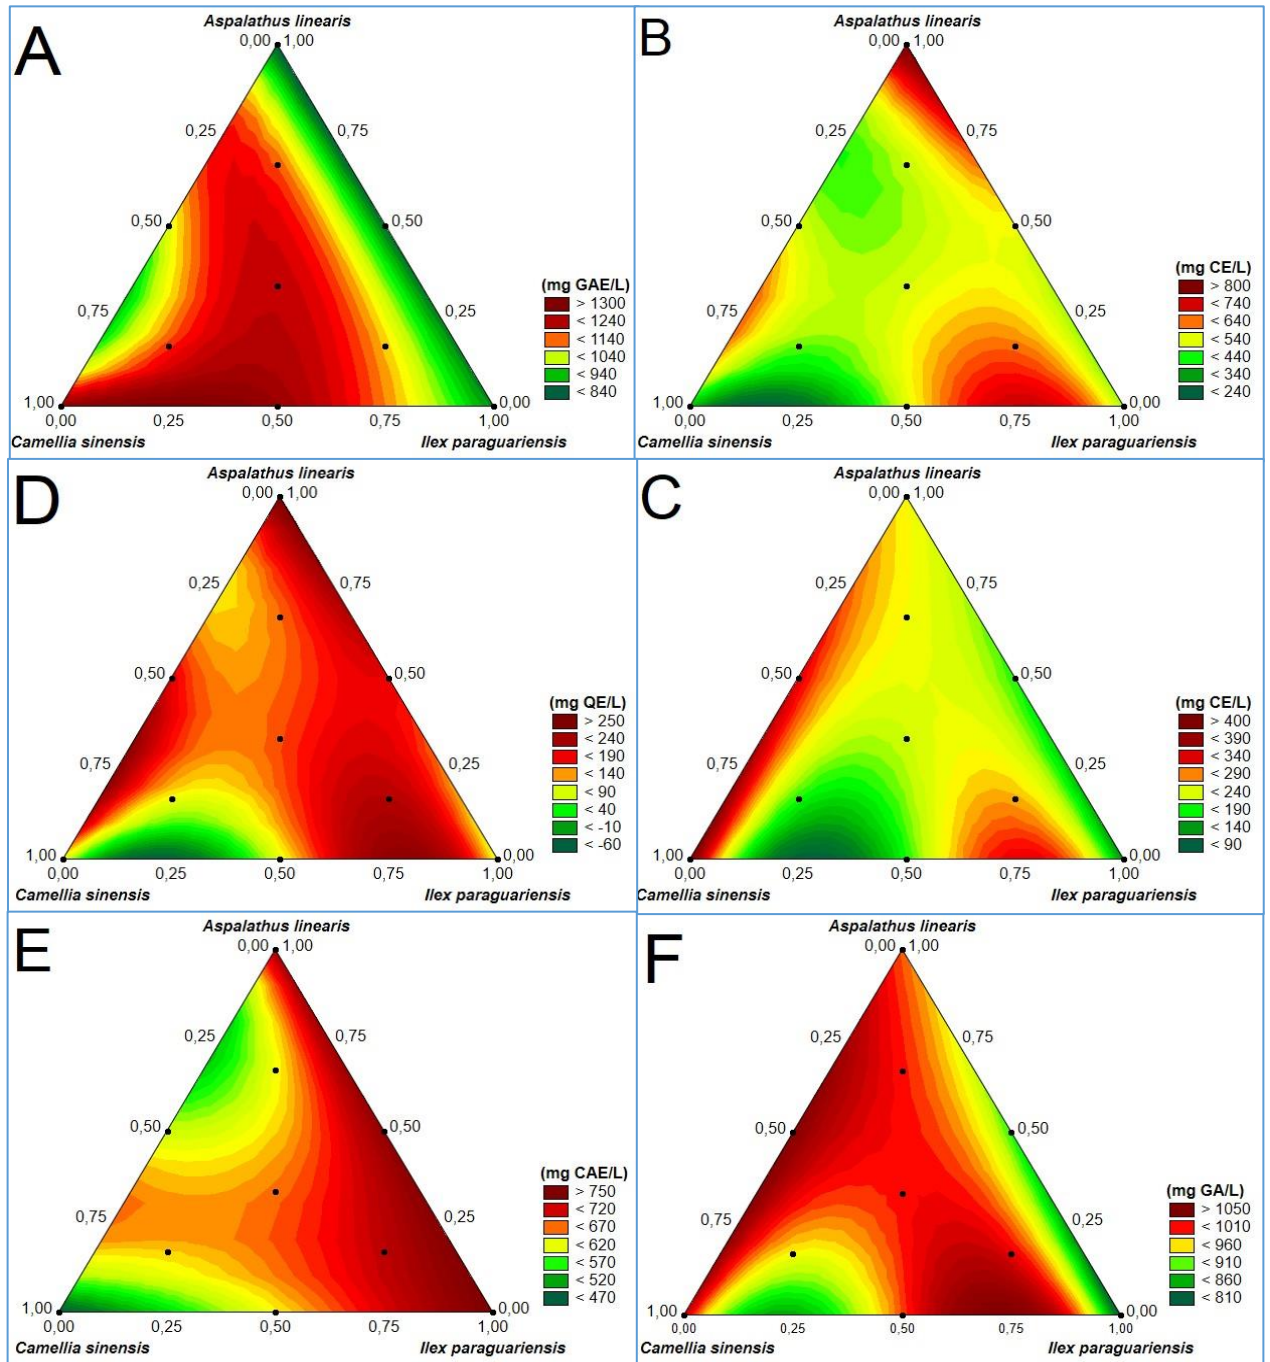 A
Aspalathus linearis
0,00 1,00
0,25 0,75
0,50 0,50
0,75 0,25
1,00 0,00
0,00 0,25 0,50 0,75 1,00
Camellia sinensis Ilex paraguariensis
(mg GAE/L)
> 1300
< 1240
< 1140
< 1040
< 940
< 840
B
Aspalathus linearis
0,00 1,00
0,25 0,75
0,50 0,50
0,75 0,25
1,00 0,00
0,00 0,25 0,50 0,75 1,00
Camellia sinensis Ilex paraguariensis
(mg CE/L)
> 800
< 740
< 640
< 540
< 440
< 340
< 240
D
Aspalathus linearis
0,00 1,00
0,25 0,75
0,50 0,50
0,75 0,25
1,00 0,00
0,00 0,25 0,50 0,75 1,00
Camellia sinensis Ilex paraguariensis
(mg QE/L)
> 250
< 240
< 190
< 140
< 90
< 40
< -10
< -60
C
Aspalathus linearis
0,00 1,00
0,25 0,75
0,50 0,50
0,75 0,25
1,00 0,00
0,00 0,25 0,50 0,75 1,00
Camellia sinensis Ilex paraguariensis
(mg CE/L)
> 400
< 390
< 340
< 290
< 240
< 190
< 140
< 90
E
Aspalathus linearis
0,00 1,00
0,25 0,75
0,50 0,50
0,75 0,25
1,00 0,00
0,00 0,25 0,50 0,75 1,00
Camellia sinensis Ilex paraguariensis
(mg CAE/L)
> 750
< 720
< 670
< 620
< 570
< 520
< 470
F
Aspalathus linearis
0,00 1,00
0,25 0,75
0,50 0,50
0,75 0,25
1,00 0,00
0,00 0,25 0,50 0,75 1,00
Camellia sinensis Ilex paraguariensis
(mg GA/L)
> 1050
< 1010
< 960
< 910
< 860
< 810